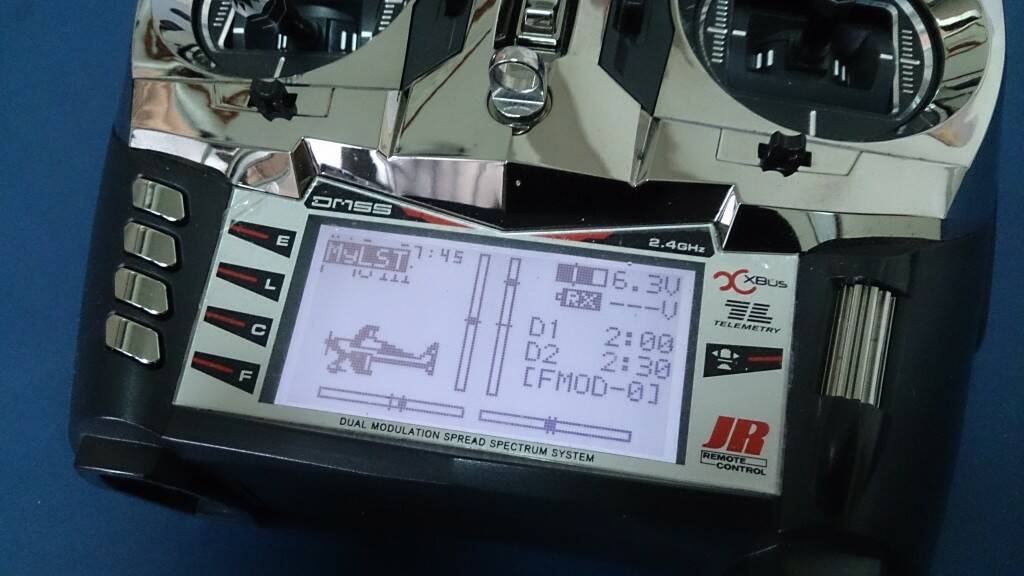 DMSS
2.4GHz
E
L
C
F
MyLST 7:45
6.3V
RX ---V
D1 2:00
D2 2:30
[FMOD-0]
XBUS
TELEMETRY
JR
REMOTE
CONTROL
DUAL MODULATION SPREAD SPECTRUM SYSTEM